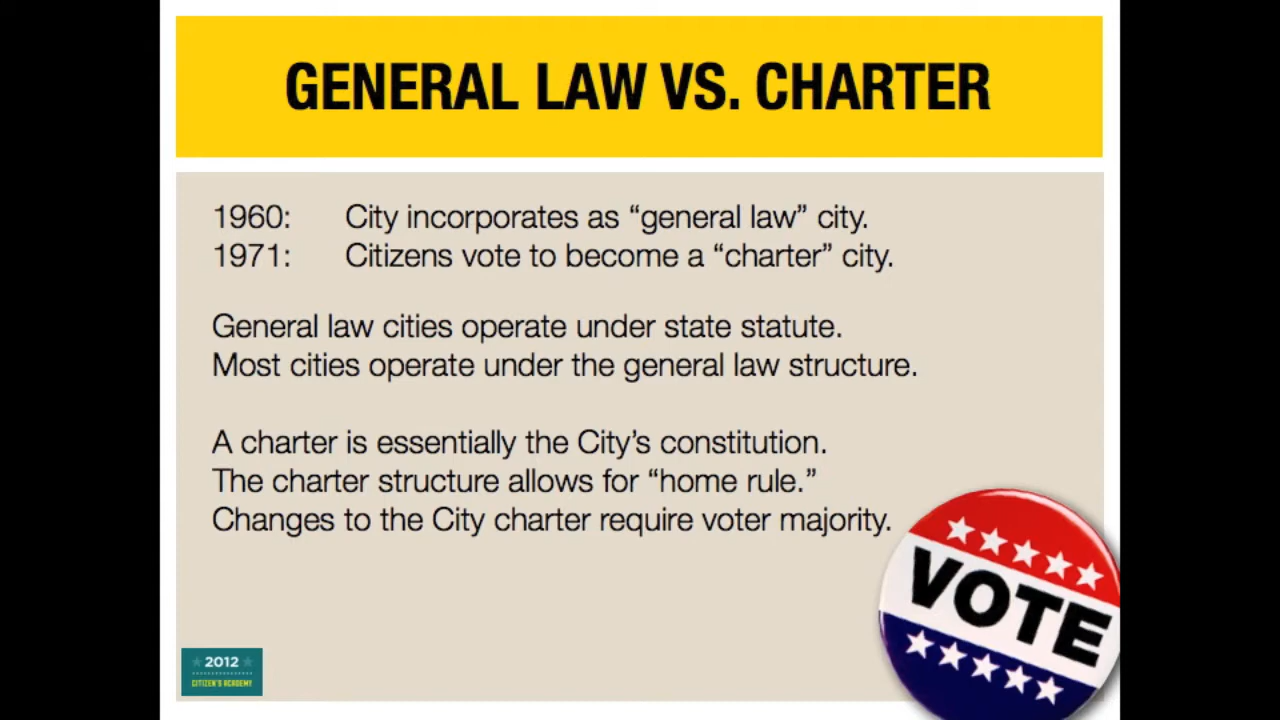 GENERAL LAW VS. CHARTER
1960: City incorporates as “general law” city.
1971: Citizens vote to become a “charter” city.
General law cities operate under state statute.
Most cities operate under the general law structure.
A charter is essentially the City’s constitution.
The charter structure allows for “home rule.”
Changes to the City charter require voter majority.
VOTE
2012
CITIZEN'S ACADEMY